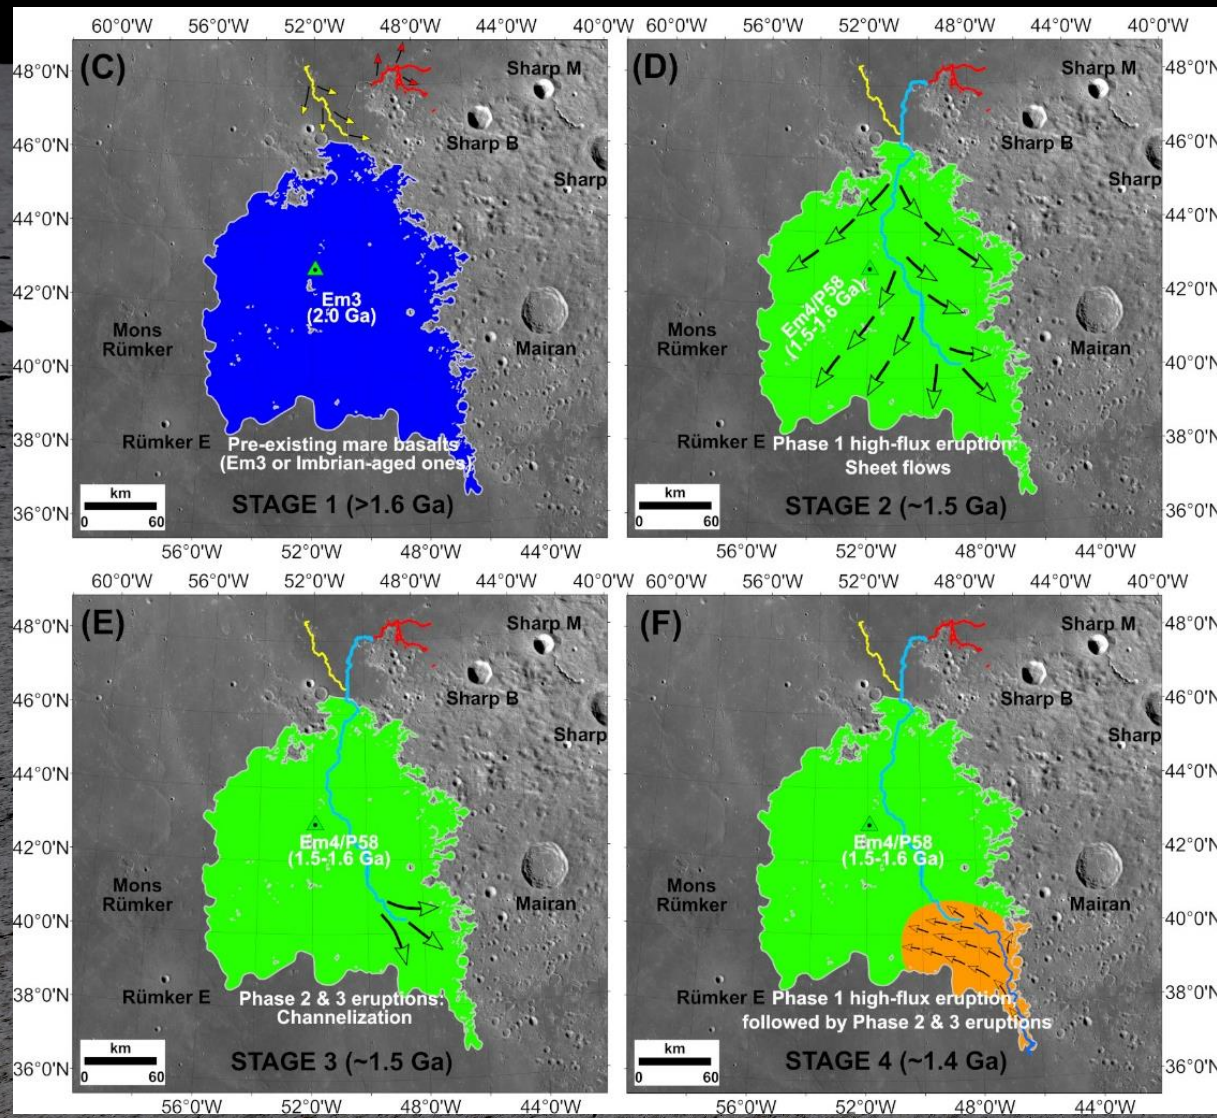 60°0'W 56°0'W 52°0'W 48°0'W 44°0'W 40°0'W
60°0'W 56°0'W 52°0'W 48°0'W 44°0'W 40°0'W
(C)
48°0'N
46°0'N
44°0'N
42°0'N
40°0'N
38°0'N
36°0'N
Sharp M
Sharp B
Sharp
Em3
(2.0 Ga)
Mons
Rümker
Mairan
Rümker E
Pre-existing mare basalts
(Em3 or Imbrian-aged ones)
km
0 60
STAGE 1 (>1.6 Ga)
56°0'W 52°0'W 48°0'W 44°0'W
(D)
Sharp M
Sharp B
Sharp
Em4/P58
(1.5-1.6 Ga)
Mons
Rümker
Mairan
Rümker E
Phase 1 high-flux eruption:
Sheet flows
km
0 60
STAGE 2 (~1.5 Ga)
48°0'N
46°0'N
44°0'N
42°0'N
40°0'N
38°0'N
36°0'N
56°0'W 52°0'W 48°0'W 44°0'W
60°0'W 56°0'W 52°0'W 48°0'W 44°0'W 40°0'W
60°0'W 56°0'W 52°0'W 48°0'W 44°0'W 40°0'W
(E)
48°0'N
46°0'N
44°0'N
42°0'N
40°0'N
38°0'N
36°0'N
Sharp M
Sharp B
Sharp
Em4/P58
(1.5-1.6 Ga)
Mons
Rümker
Mairan
Rümker E
Phase 2 & 3 eruptions:
Channelization
km
0 60
STAGE 3 (~1.5 Ga)
56°0'W 52°0'W 48°0'W 44°0'W
(F)
Sharp M
Sharp B
Sharp
Em4/P58
(1.5-1.6 Ga)
Mons
Rümker
Mairan
Rümker E
Phase 1 high-flux eruption,
followed by Phase 2 & 3 eruptions
km
0 60
STAGE 4 (~1.4 Ga)
48°0'N
46°0'N
44°0'N
42°0'N
40°0'N
38°0'N
36°0'N
56°0'W 52°0'W 48°0'W 44°0'W